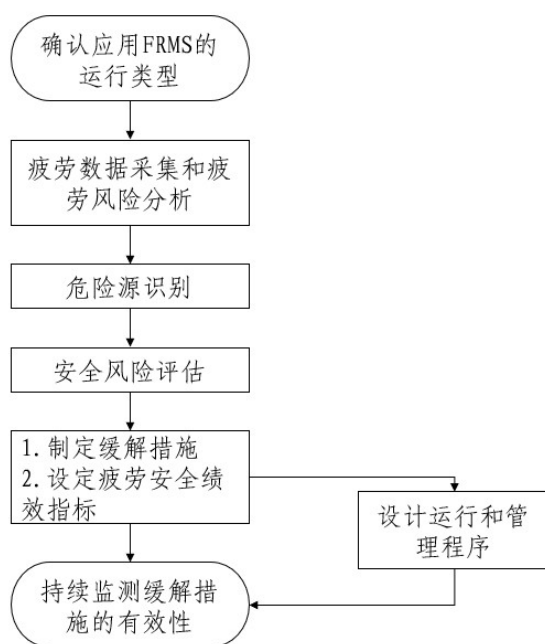 确认应用FRMS的
运行类型
疲劳数据采集和疲
劳风险分析
危险源识别
安全风险评估
1.制定缓解措施
2.设定疲劳安全绩
效指标
设计运行和管
理程序
持续监测缓解措
施的有效性